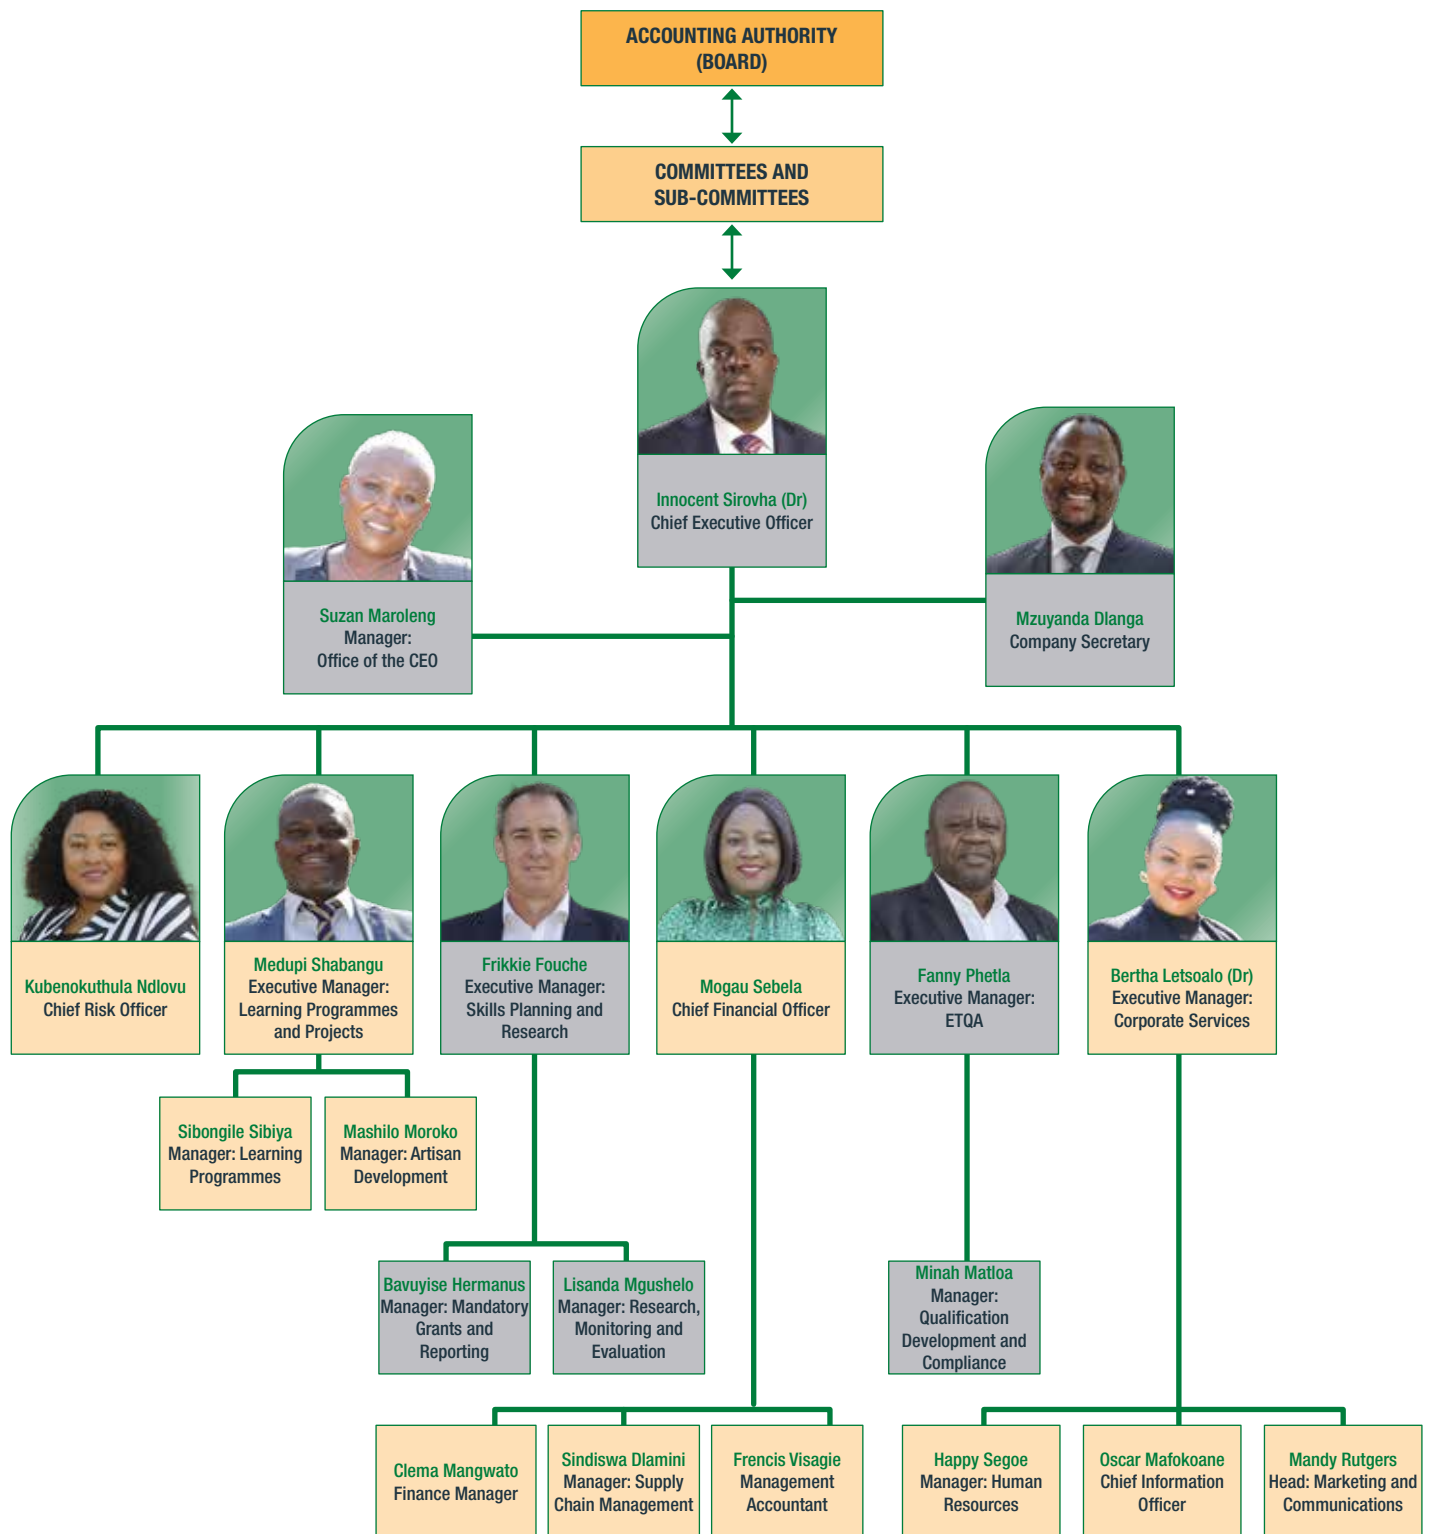 ACCOUNTING AUTHORITY
(BOARD)
COMMITTEES AND
SUB-COMMITTEES
Innocent Sirovha (Dr)
Chief Executive Officer
Suzan Maroleng
Manager:
Office of the CEO
Mzuyanda Dlanga
Company Secretary
Kubenokuthula Ndlovu
Chief Risk Officer
Medupi Shabangu
Executive Manager:
Learning Programmes
and Projects
Frikkie Fouche
Executive Manager:
Skills Planning and
Research
Mogau Sebela
Chief Financial Officer
Fanny Phetla
Executive Manager:
ETQA
Bertha Letsoalo (Dr)
Executive Manager:
Corporate Services
Sibongile Sibiya
Manager: Learning
Programmes
Mashilo Moroko
Manager: Artisan
Development
Bavuyise Hermanus
Manager: Mandatory
Grants and
Reporting
Lisanda Mgushelo
Manager: Research,
Monitoring and
Evaluation
Minah Matloa
Manager:
Qualification
Development and
Compliance
Clema Mangwato
Finance Manager
Sindiswa Dlamini
Manager: Supply
Chain Management
Frencis Visagie
Management
Accountant
Happy Segoe
Manager: Human
Resources
Oscar Mafokoane
Chief Information
Officer
Mandy Rutgers
Head: Marketing and
Communications